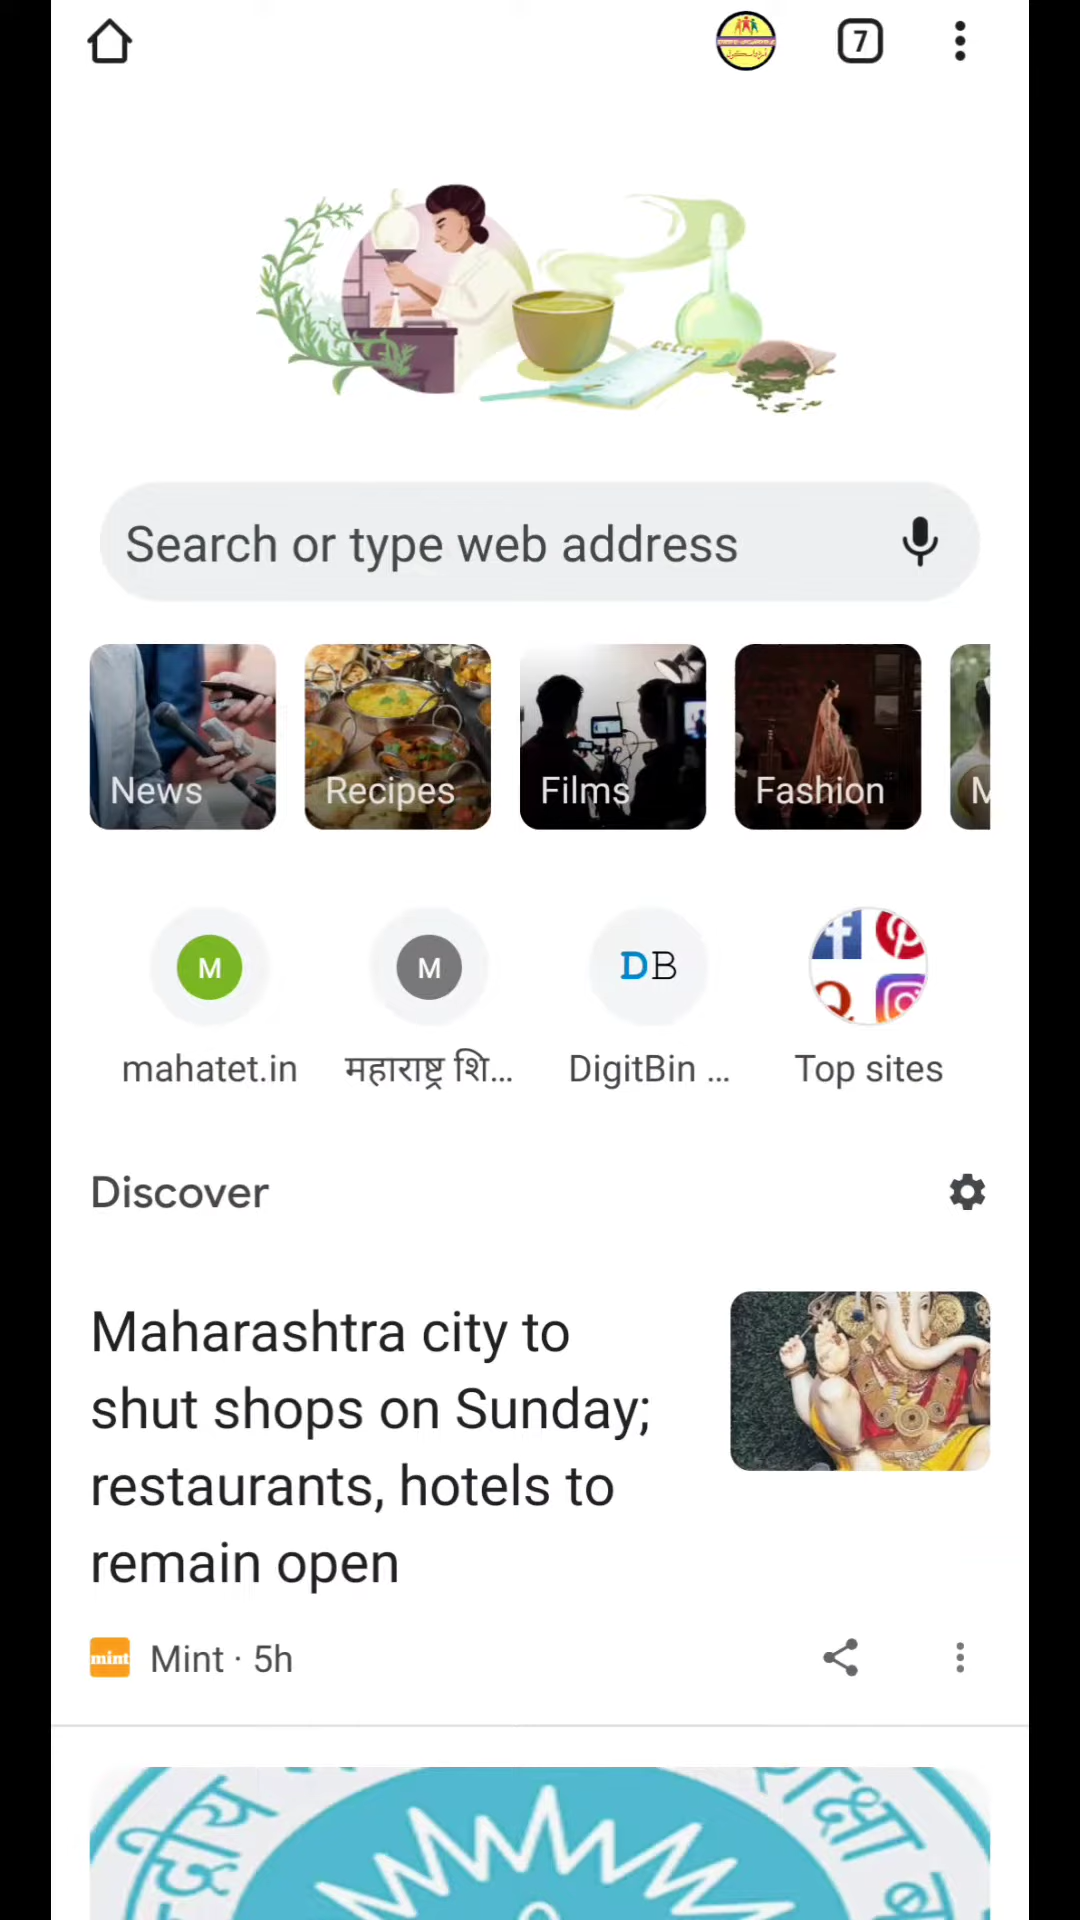 7
Search or type web address
News
Recipes
Films
Fashion
M
M
M
DB
mahatet.in
महाराष्ट्र शि...
DigitBin ...
Top sites
Discover
Maharashtra city to
shut shops on Sunday;
restaurants, hotels to
remain open
mint
Mint · 5h